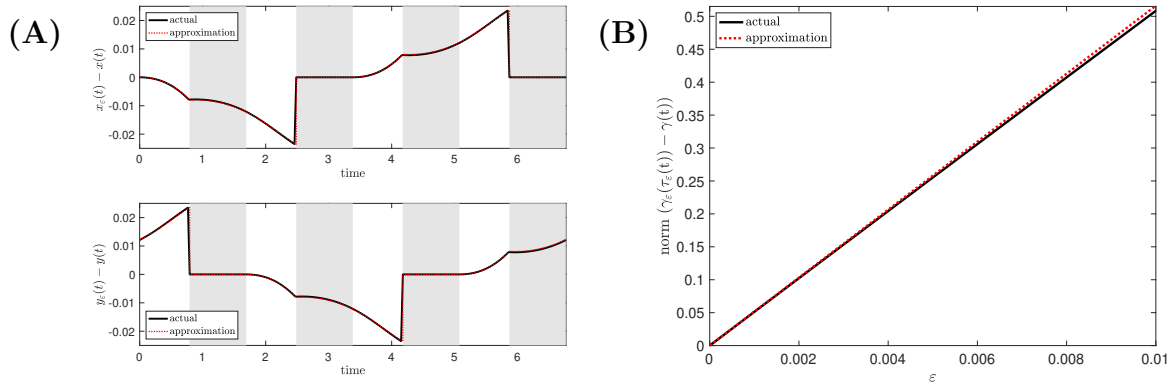 (A)
actual
approximation
0.02
0.01
0
-0.01
-0.02
x_ε(t) − x(t)
0 1 2 3 4 5 6
time
0.02
0.01
0
-0.01
-0.02
y_ε(t) − y(t)
actual
approximation
0 1 2 3 4 5 6
time
(B)
actual
approximation
0.5
0.45
0.4
0.35
0.3
0.25
0.2
0.15
0.1
0.05
0
norm (γ_ε(τ_ε(t)) − γ(t))
0 0.002 0.004 0.006 0.008 0.01
ε